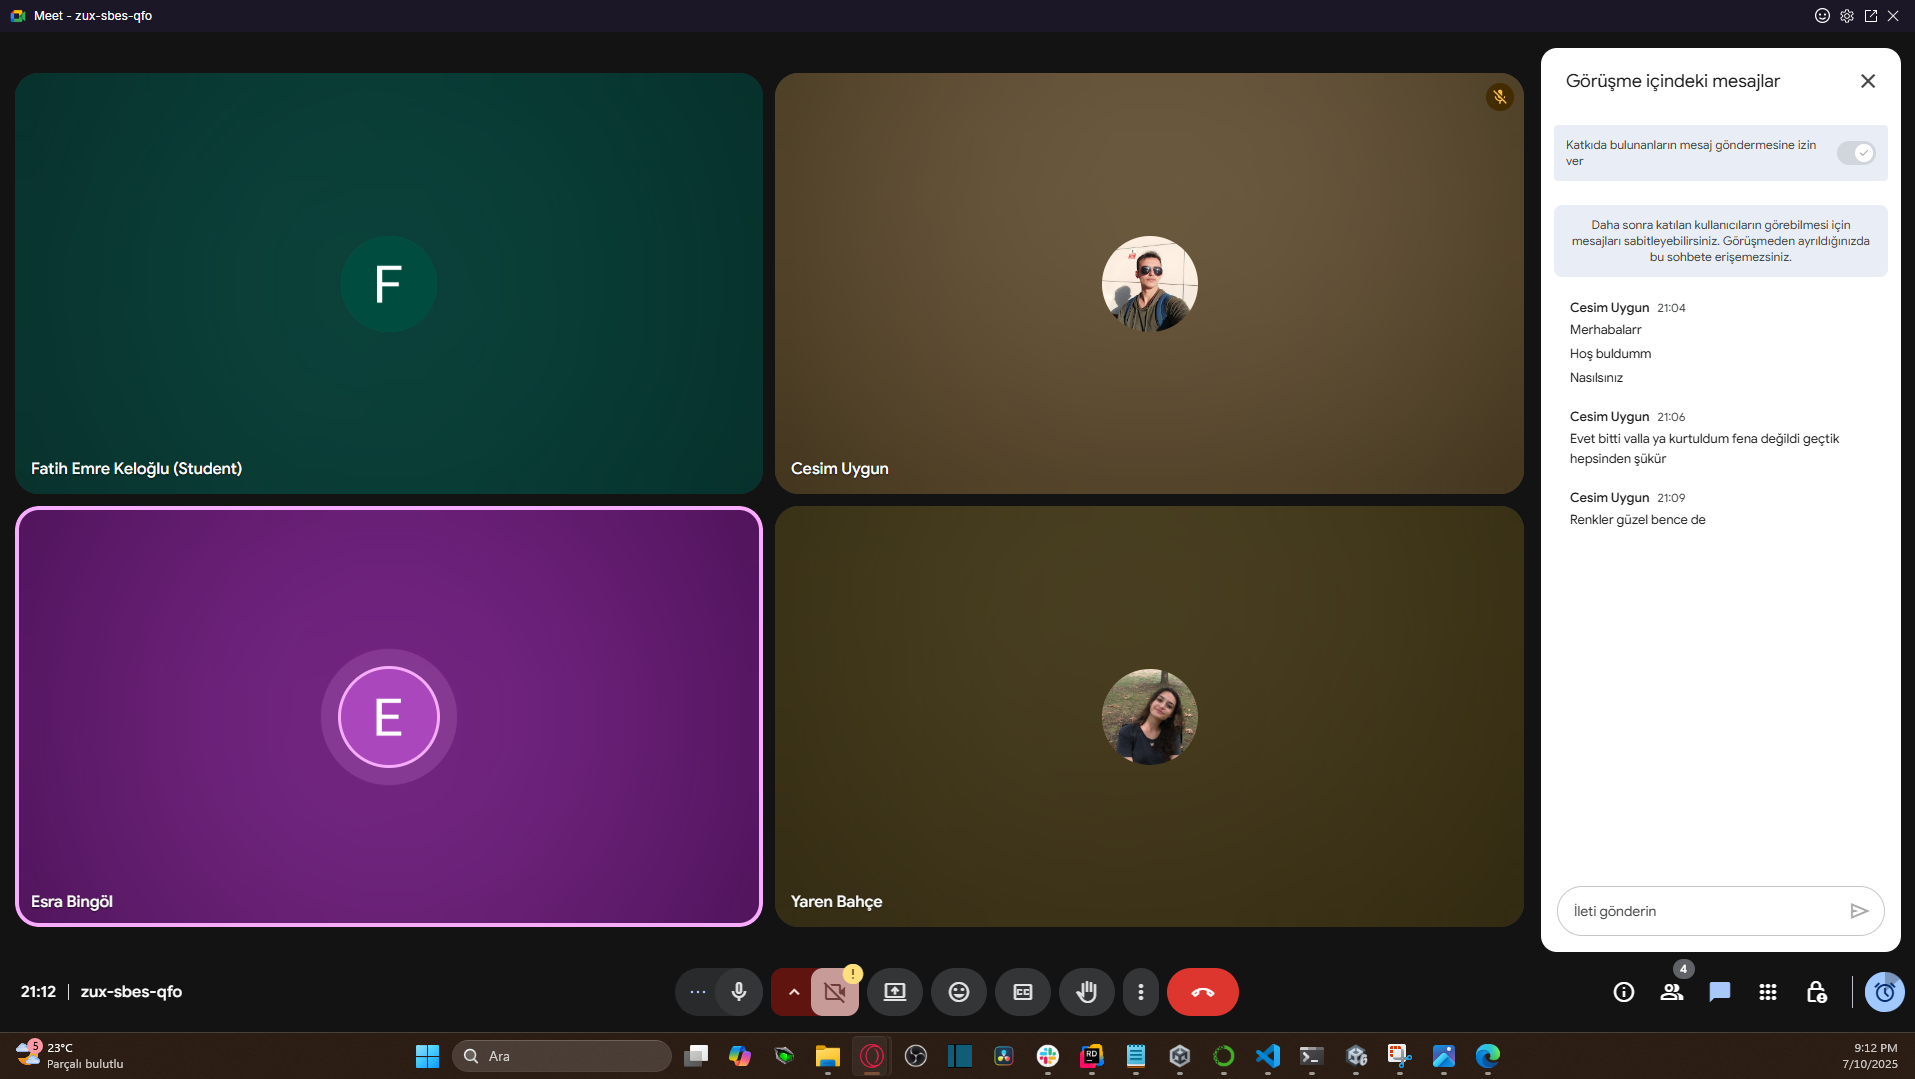 Meet - zux-sbes-qfo
Fatih Emre Keloğlu (Student)
F
Cesim Uygun
Esra Bingöl
E
Yaren Bahçe
Görüşme içindeki mesajlar
Katkıda bulunanların mesaj göndermesine izin
ver
Daha sonra katılan kullanıcıların görebilmesi için
mesajları sabitleyebilirsiniz. Görüşmeden ayrıldığınızda
bu sohbete erişemezsiniz.
Cesim Uygun 21:04
Merhabalarr
Hoş buldumm
Nasılsınız
Cesim Uygun 21:06
Evet bitti valla ya kurtuldum fena değildi geçtik
hepsinden şükür
Cesim Uygun 21:09
Renkler güzel bence de
İleti gönderin
21:12 | zux-sbes-qfo
!
CC
4
5
23°C
Parçalı bulutlu
Ara
RD
9:12 PM
7/10/2025